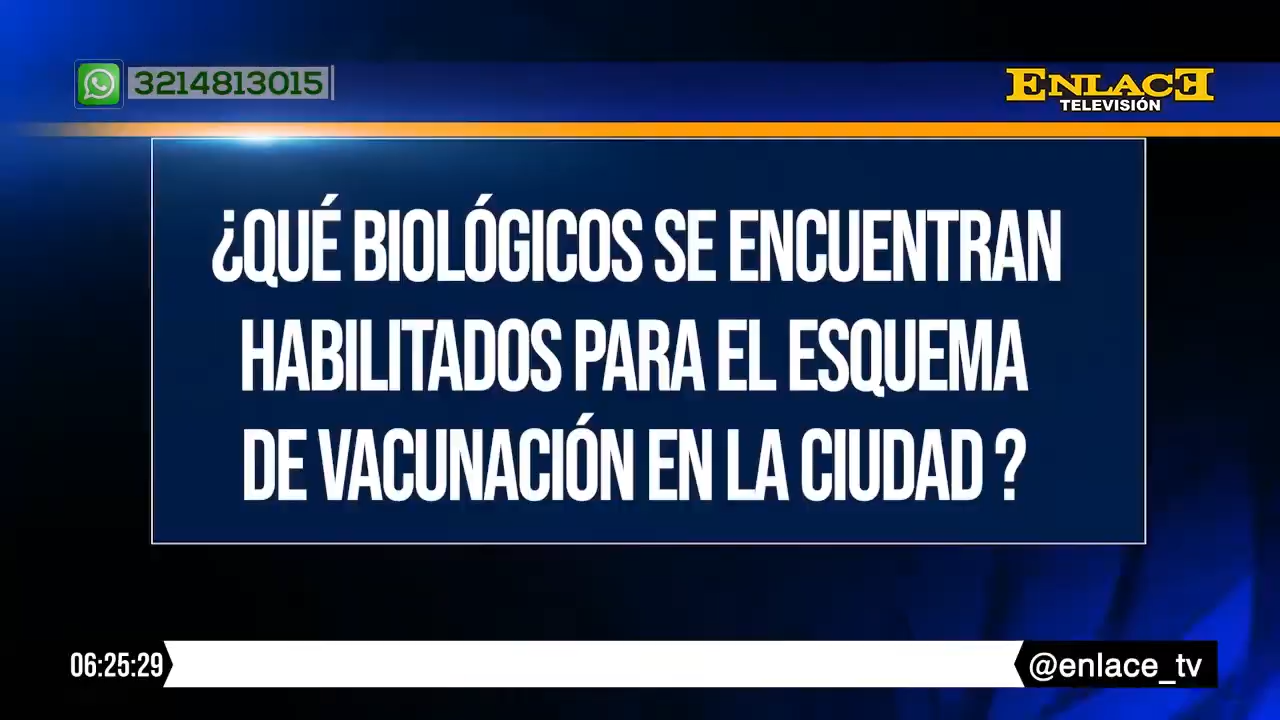 3214813015
ENLACE
TELEVISIÓN
¿QUÉ BIOLÓGICOS SE ENCUENTRAN
HABILITADOS PARA EL ESQUEMA
DE VACUNACIÓN EN LA CIUDAD ?
06:25:29
@enlace_tv